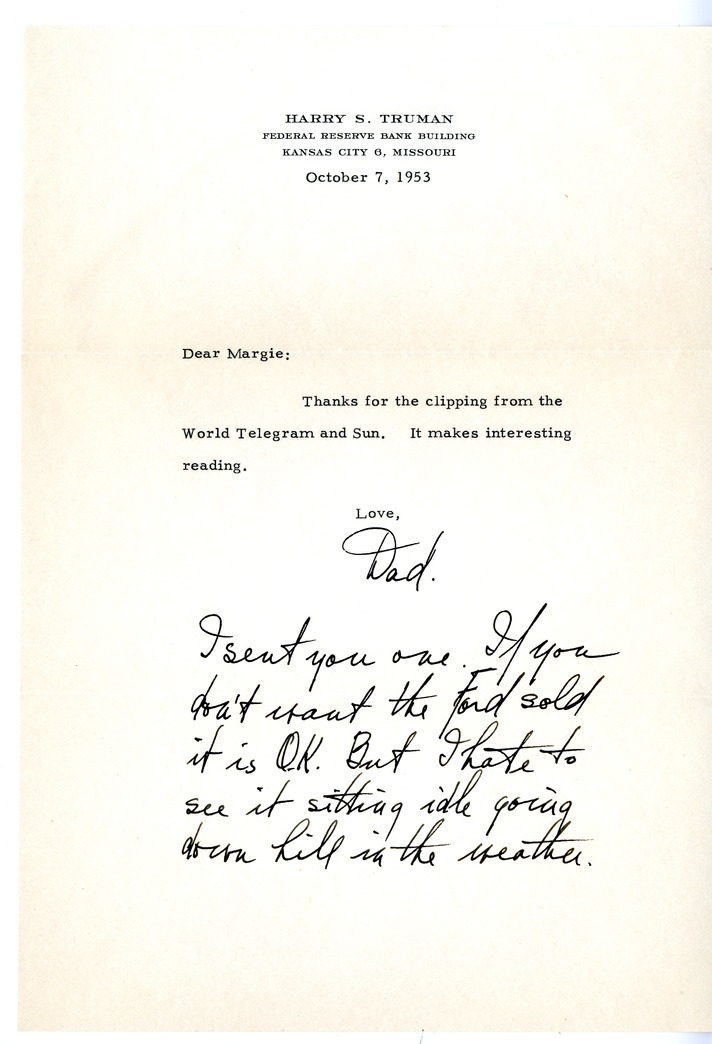 HARRY S. TRUMAN
FEDERAL RESERVE BANK BUILDING
KANSAS CITY 6, MISSOURI
October 7, 1953
Dear Margie:
Thanks for the clipping from the
World Telegram and Sun. It makes interesting
reading.
Love,
Dad.
I sent you one. If you
don't want the Ford sold
it is O.K. But I hate to
see it sitting idle going
down hill in the weather.